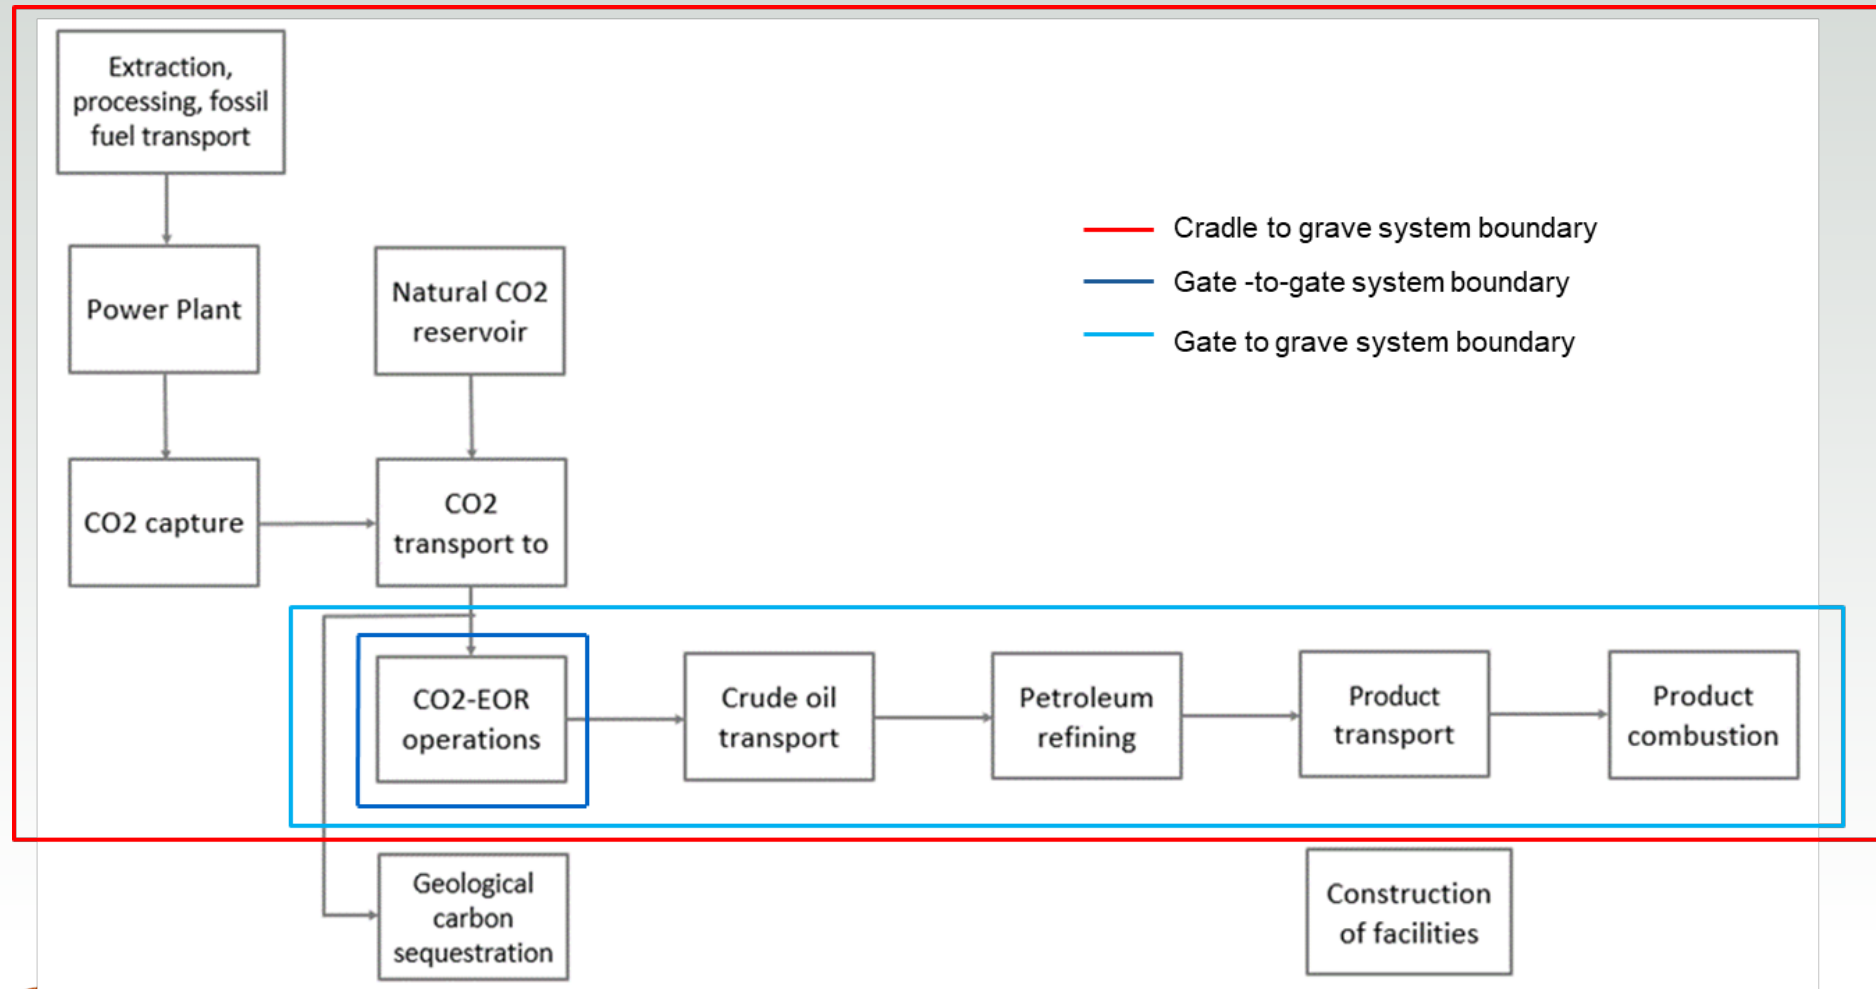 Extraction,
processing, fossil
fuel transport
Power Plant
Natural CO2
reservoir
Cradle to grave system boundary
Gate -to-gate system boundary
Gate to grave system boundary
CO2 capture
CO2
transport to
CO2-EOR
operations
Crude oil
transport
Petroleum
refining
Product
transport
Product
combustion
Geological
carbon
sequestration
Construction
of facilities